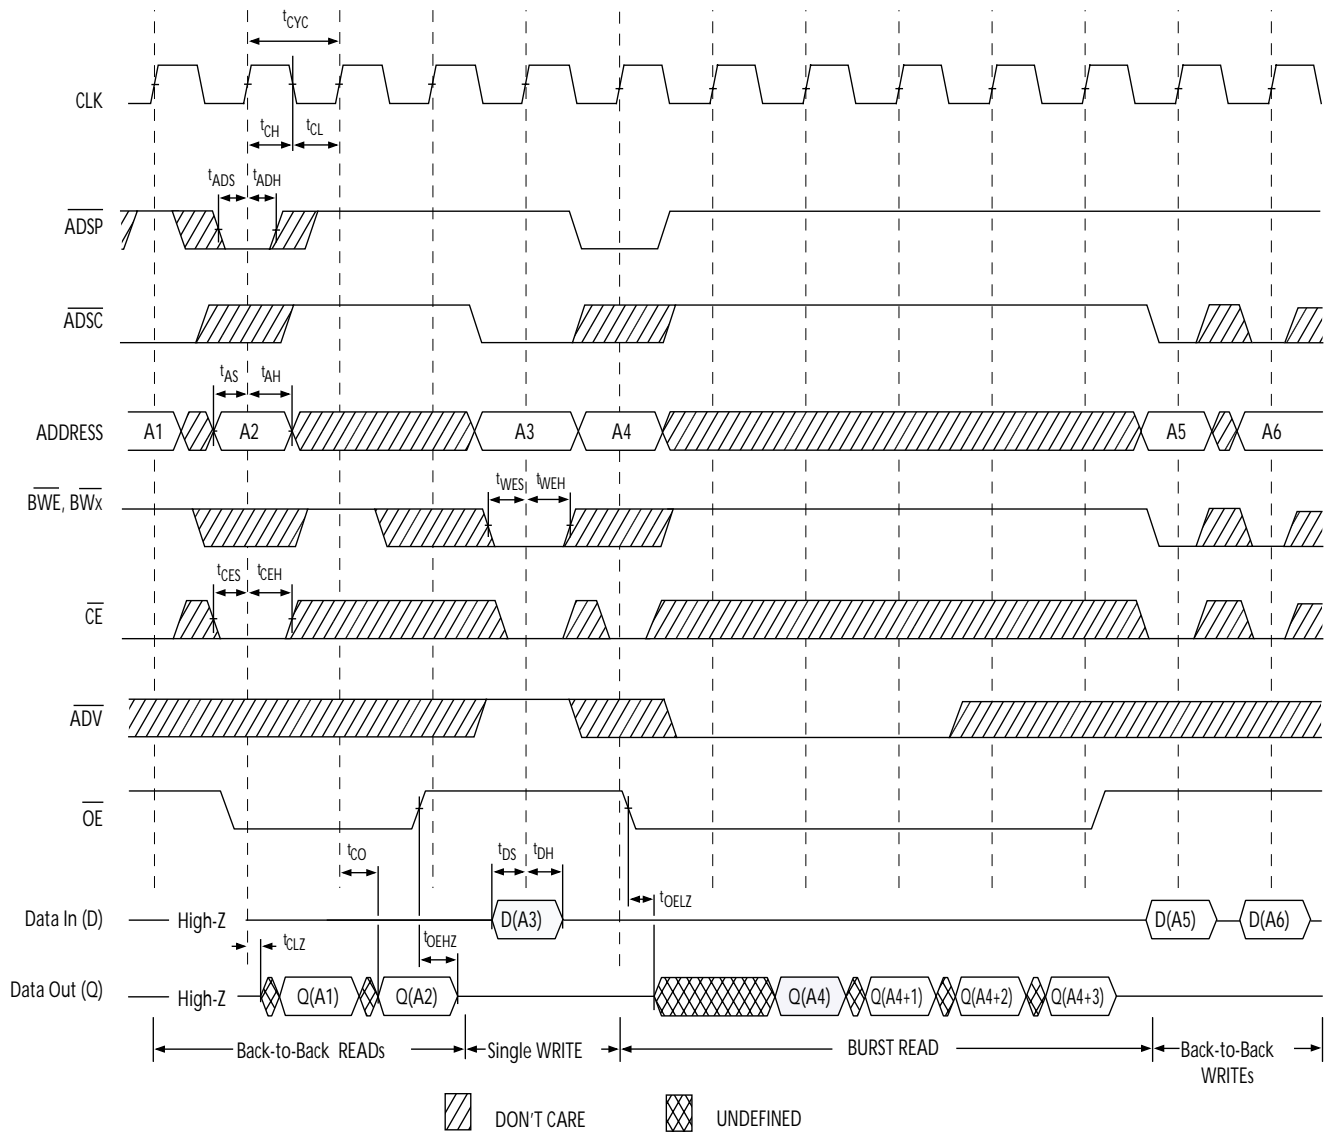 tCYC
CLK
tCH tCL
tADS tADH
ADSP
ADSC
tAS tAH
ADDRESS A1 A2 A3 A4 A5 A6
tWES tWEH
BWE, BWx
tCES tCEH
CE
ADV
OE
tCO tDS tDH
tOELZ
Data In (D) High-Z D(A3) D(A5) D(A6)
tCLZ tOEHZ
Data Out (Q) High-Z Q(A1) Q(A2) Q(A4) Q(A4+1) Q(A4+2) Q(A4+3)
Back-to-Back READs Single WRITE BURST READ Back-to-Back
WRITEs
DON'T CARE UNDEFINED